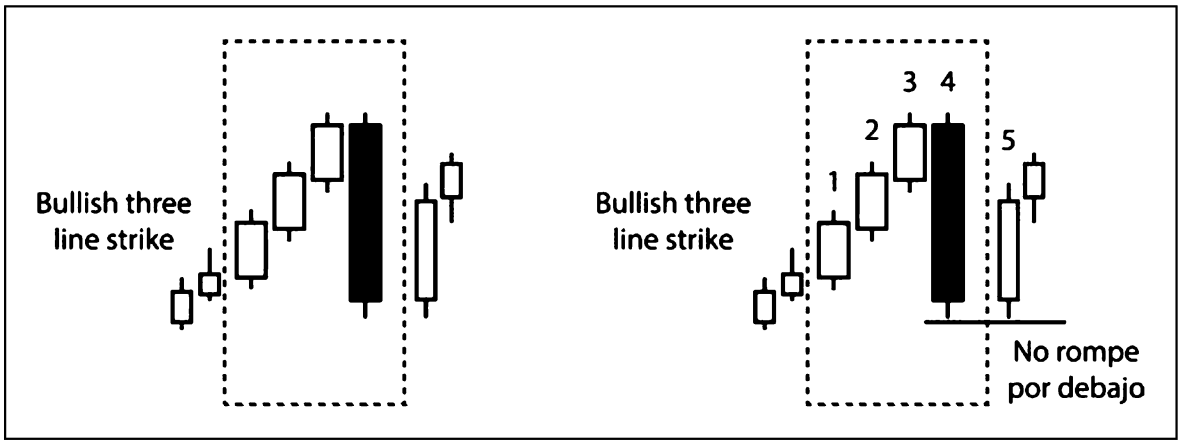 Bullish three
line strike
Bullish three
line strike
1
2
3
4
5
No rompe
por debajo